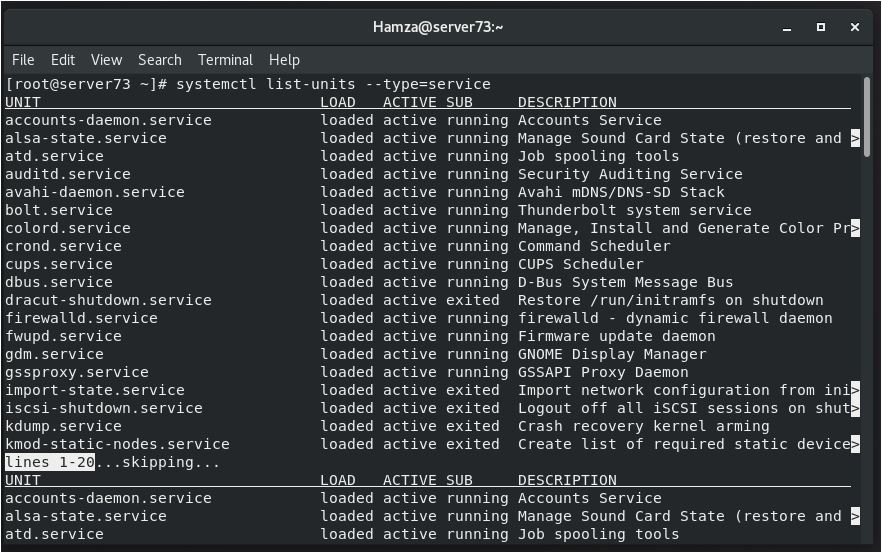 Hamza@server73:~
File Edit View Search Terminal Help
[root@server73 ~]# systemctl list-units --type=service
UNIT LOAD ACTIVE SUB DESCRIPTION
accounts-daemon.service loaded active running Accounts Service
alsa-state.service loaded active running Manage Sound Card State (restore and >
atd.service loaded active running Job spooling tools
auditd.service loaded active running Security Auditing Service
avahi-daemon.service loaded active running Avahi mDNS/DNS-SD Stack
bolt.service loaded active running Thunderbolt system service
colord.service loaded active running Manage, Install and Generate Color Pr>
crond.service loaded active running Command Scheduler
cups.service loaded active running CUPS Scheduler
dbus.service loaded active running D-Bus System Message Bus
dracut-shutdown.service loaded active exited Restore /run/initramfs on shutdown
firewalld.service loaded active running firewalld - dynamic firewall daemon
fwupd.service loaded active running Firmware update daemon
gdm.service loaded active running GNOME Display Manager
gssproxy.service loaded active running GSSAPI Proxy Daemon
import-state.service loaded active exited Import network configuration from ini>
iscsi-shutdown.service loaded active exited Logout off all iSCSI sessions on shut>
kdump.service loaded active exited Crash recovery kernel arming
kmod-static-nodes.service loaded active exited Create list of required static device>
lines 1-20...skipping...
UNIT LOAD ACTIVE SUB DESCRIPTION
accounts-daemon.service loaded active running Accounts Service
alsa-state.service loaded active running Manage Sound Card State (restore and >
atd.service loaded active running Job spooling tools